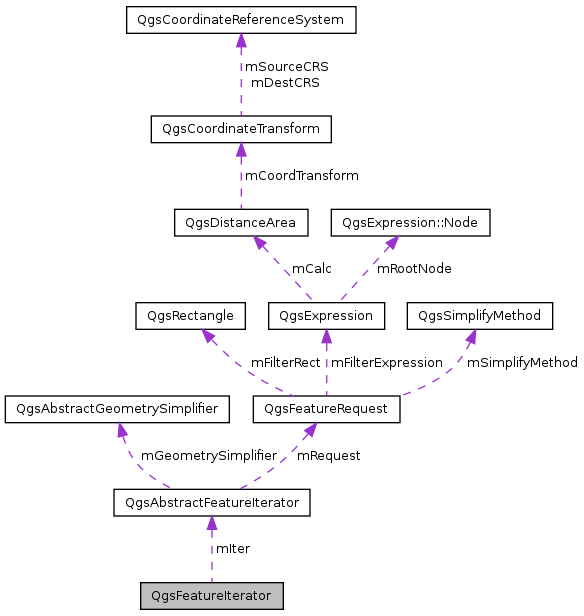 QgsCoordinateReferenceSystem
mSourceCRS
mDestCRS
QgsCoordinateTransform
mCoordTransform
QgsDistanceArea
QgsExpression::Node
mCalc
mRootNode
QgsRectangle
QgsExpression
QgsSimplifyMethod
mFilterRect
mFilterExpression
mSimplifyMethod
QgsAbstractGeometrySimplifier
QgsFeatureRequest
mGeometrySimplifier
mRequest
QgsAbstractFeatureIterator
mIter
QgsFeatureIterator